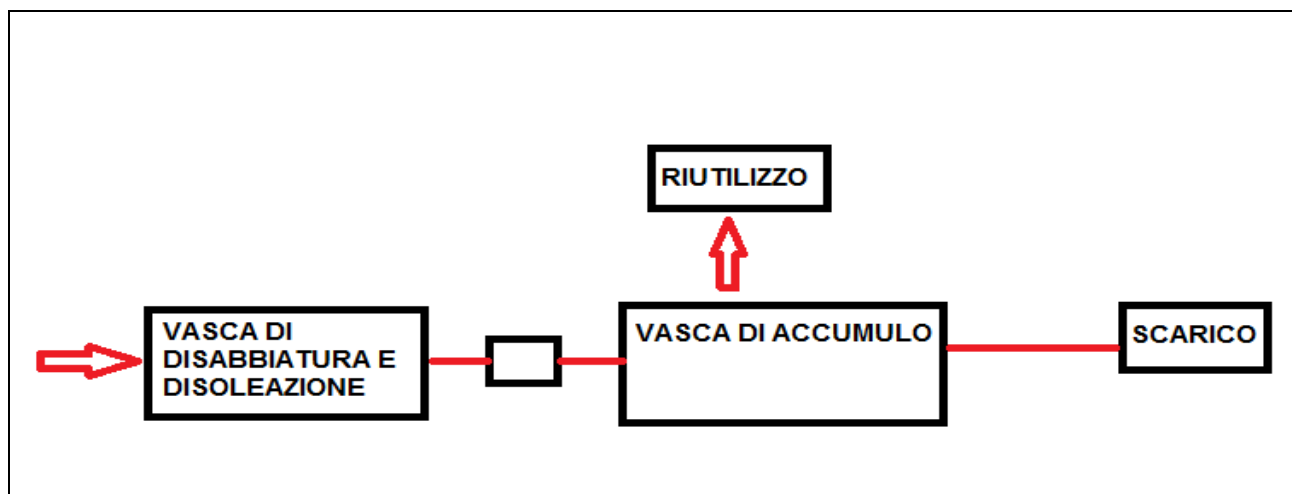 RIUTILIZZO
VASCA DI
DISABBIATURA E
DISOLEAZIONE
VASCA DI ACCUMULO
SCARICO